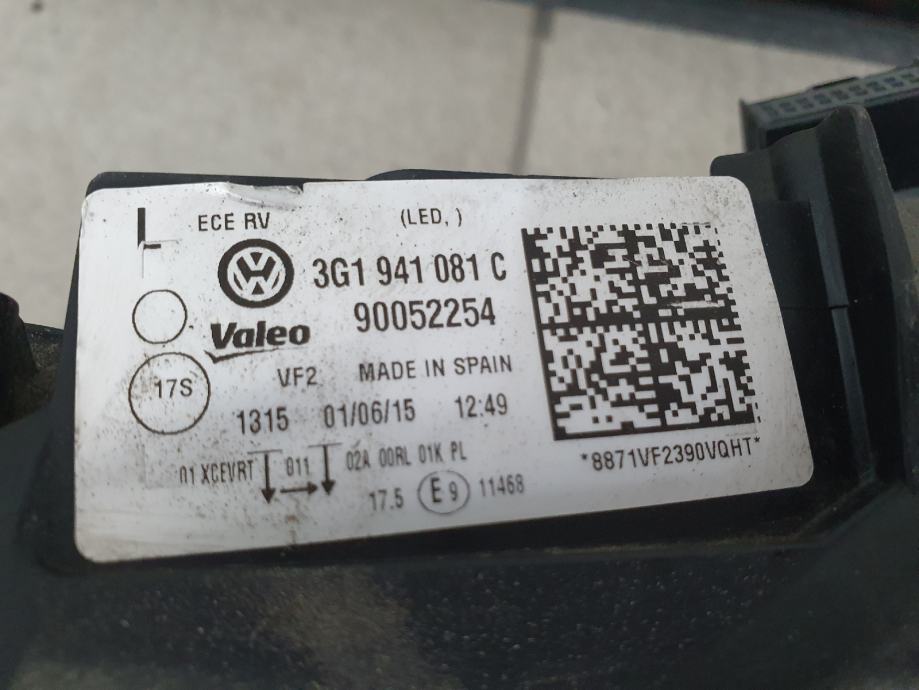 L ECE RV (LED, )
VW 3G1 941 081 C
Valeo 90052254
17S
VF2 MADE IN SPAIN
1315 01/06/15 12:49
01 XCEVRT 011 02A 00RL 01K PL
17.5 E9 11468
*8871VF2390VQHT*